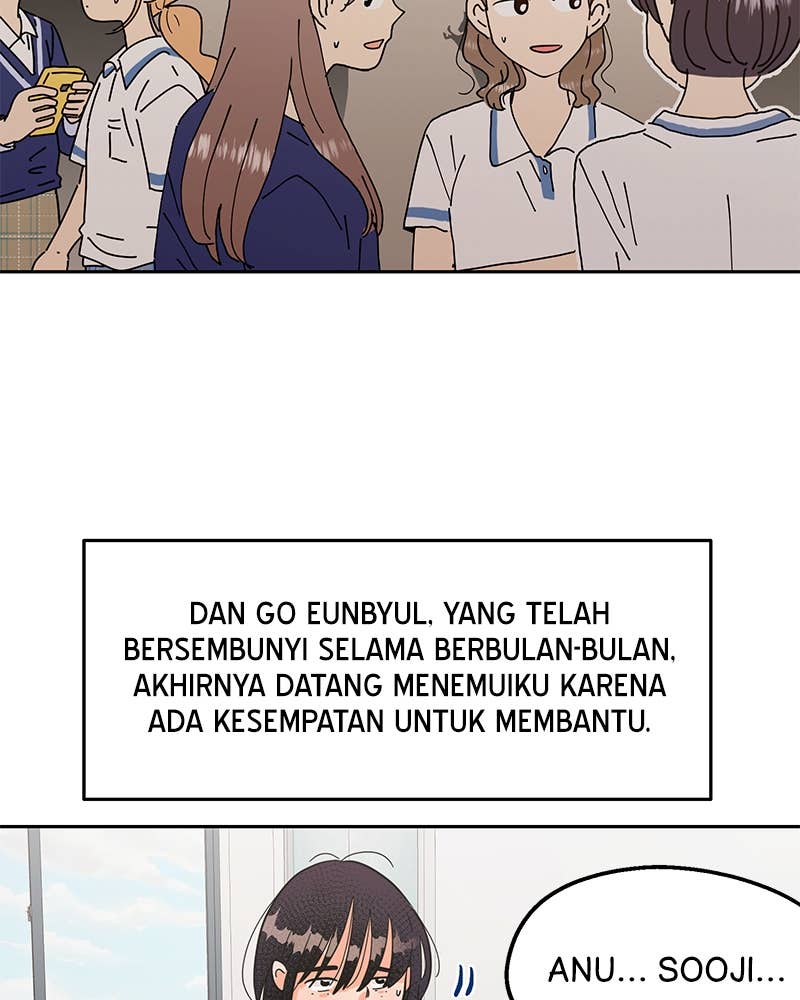 DAN GO EUNBYUL, YANG TELAH
BERSEMBUNYI SELAMA BERBULAN-BULAN,
AKHIRNYA DATANG MENEMUIKU KARENA
ADA KESEMPATAN UNTUK MEMBANTU.
ANU... SOOJI...